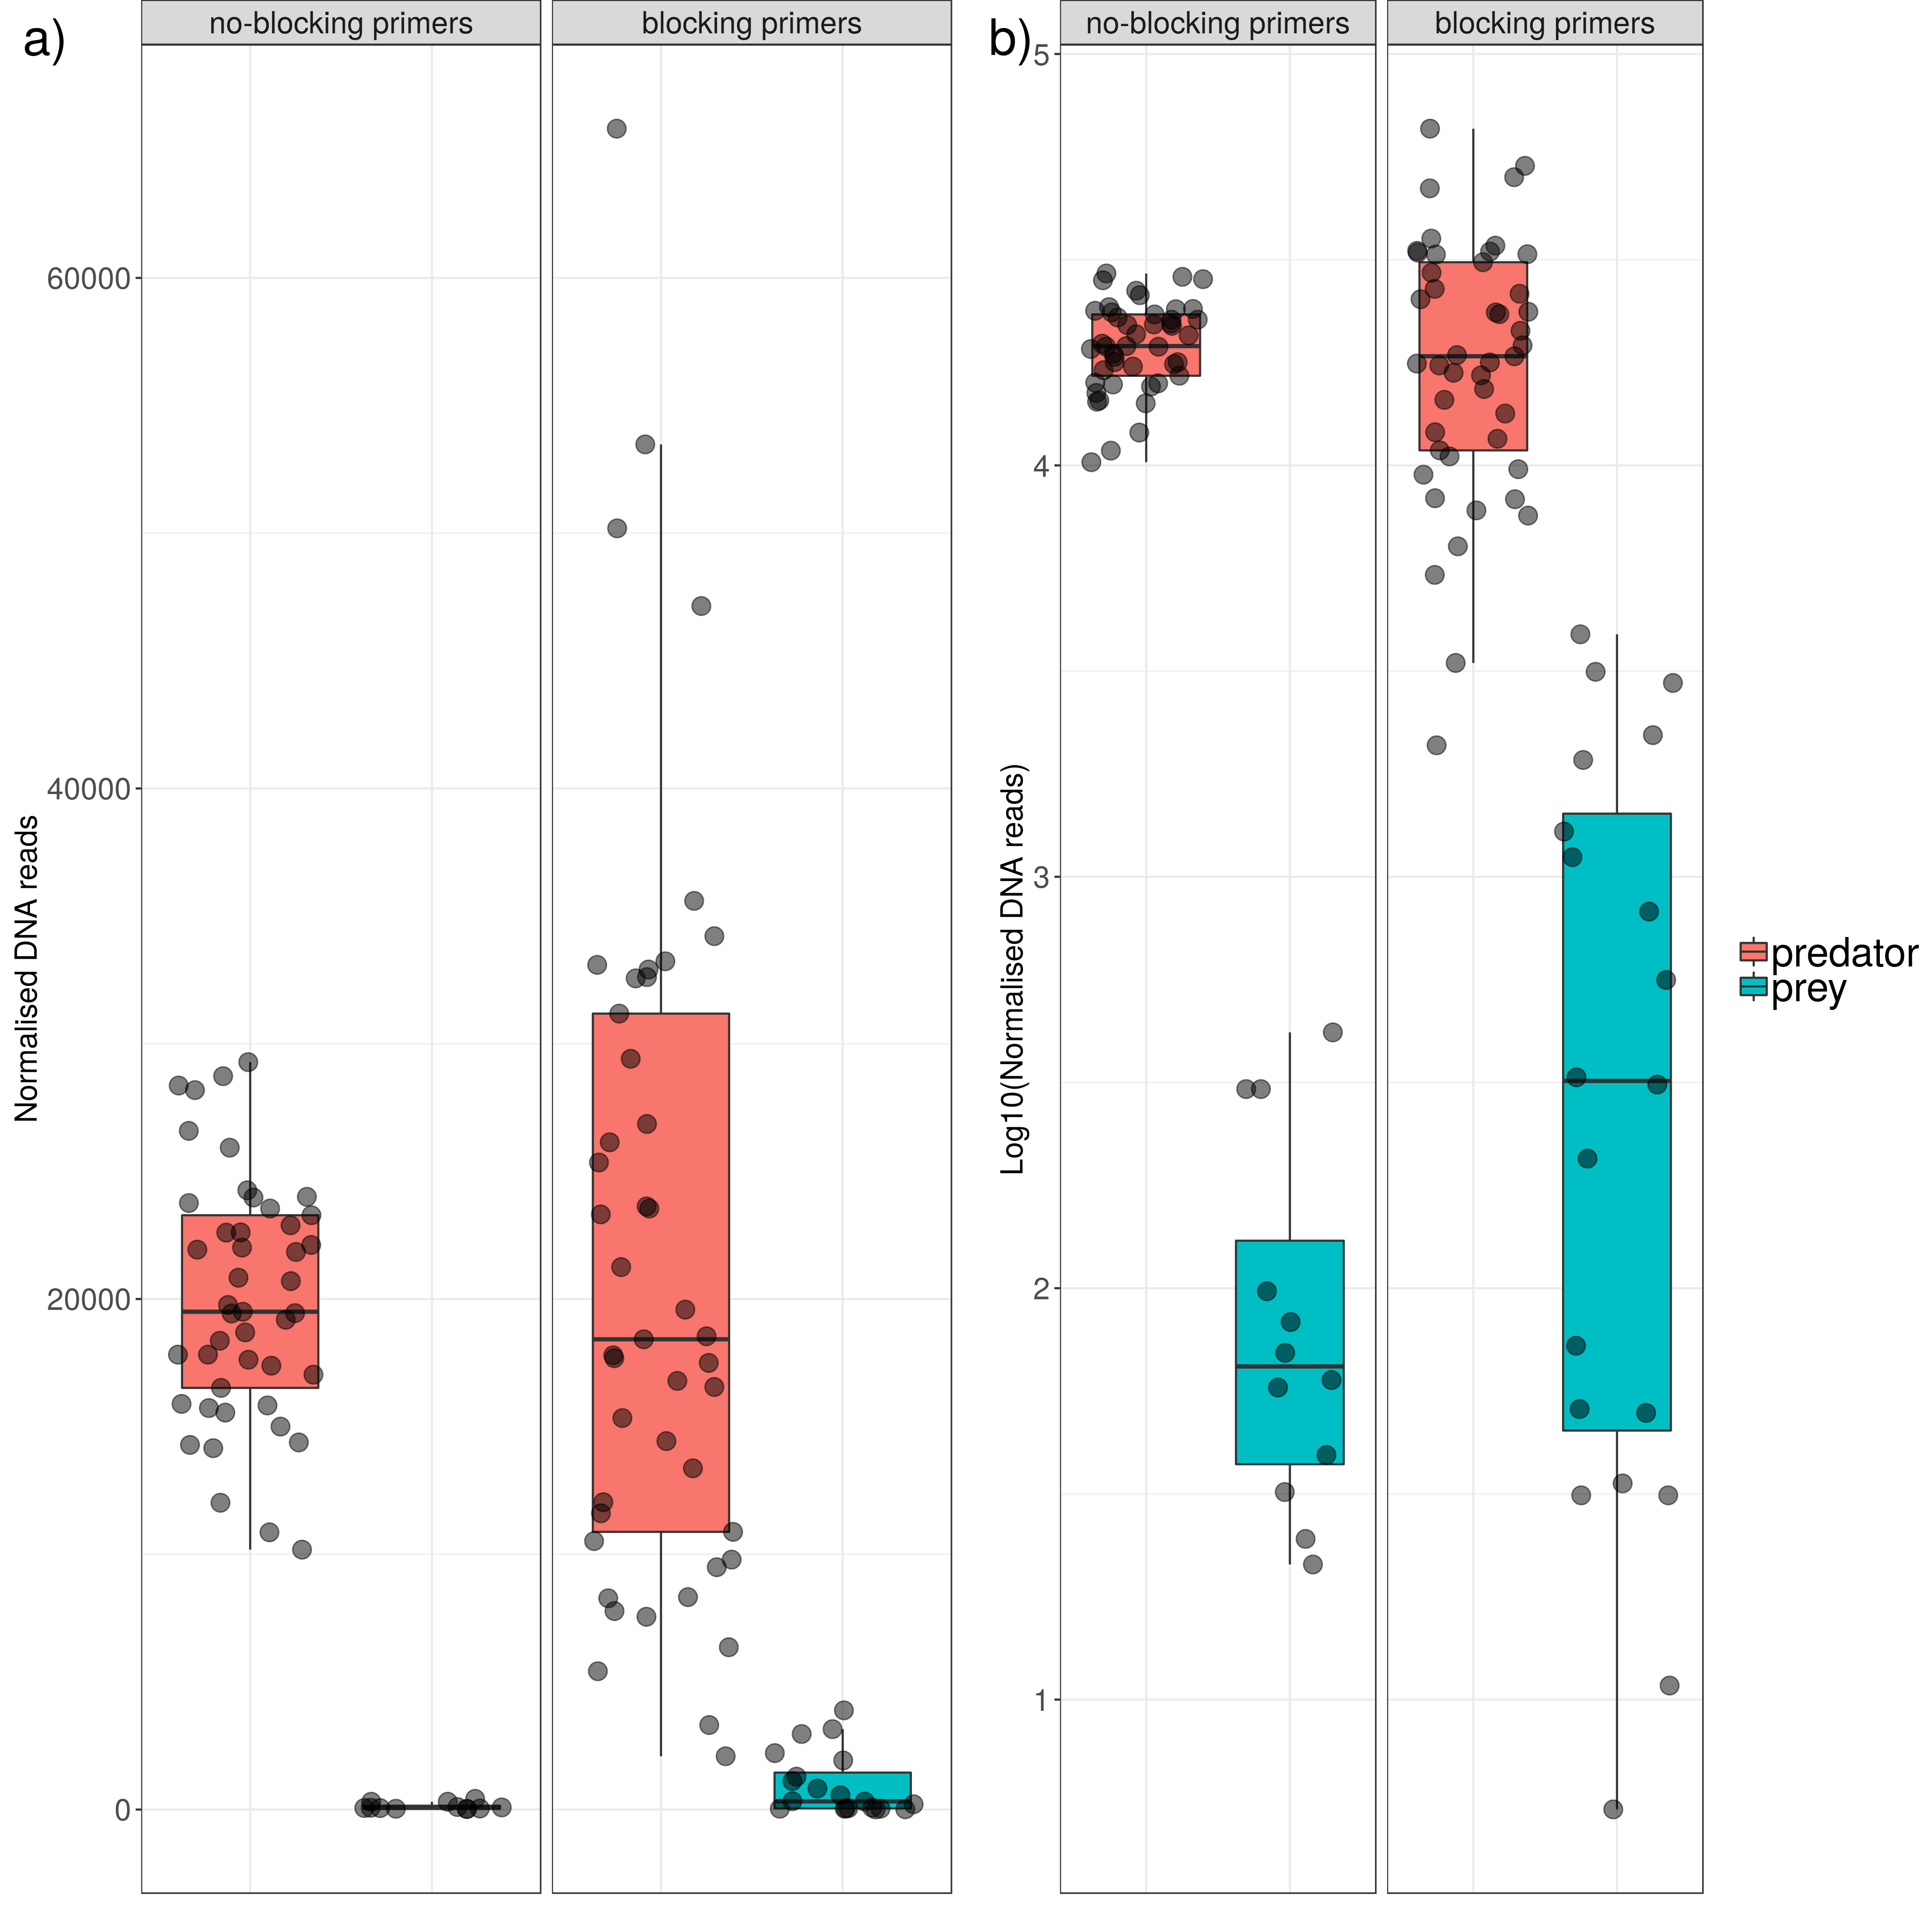 a)
no-blocking primers
blocking primers
Normalised DNA reads
60000
40000
20000
0
b)
no-blocking primers
blocking primers
Log10(Normalised DNA reads)
5
4
3
2
1
predator
prey